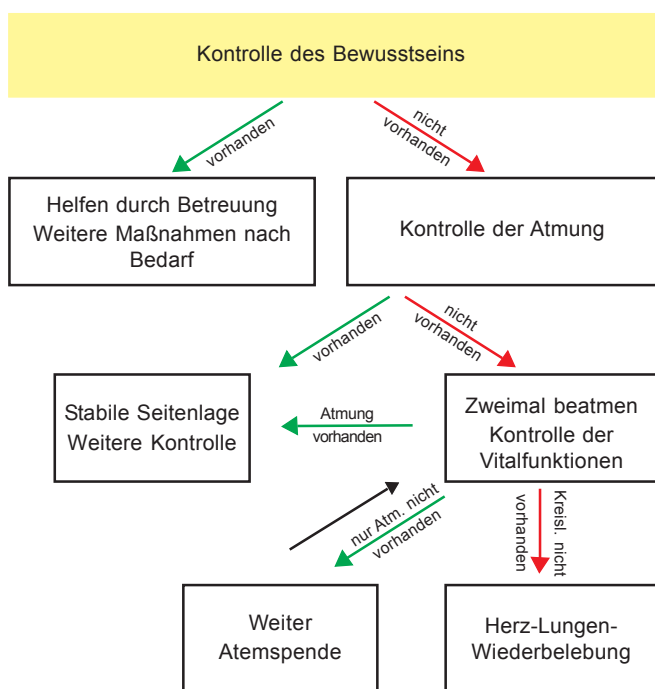 Kontrolle des Bewusstseins
vorhanden
nicht
vorhanden
Helfen durch Betreuung
Weitere Maßnahmen nach
Bedarf
Kontrolle der Atmung
vorhanden
nicht
vorhanden
Stabile Seitenlage
Weitere Kontrolle
Atmung
vorhanden
Zweimal beatmen
Kontrolle der
Vitalfunktionen
nur Atm. nicht
vorhanden
Kreisl. nicht
vorhanden
Weiter
Atemspende
Herz-Lungen-
Wiederbelebung